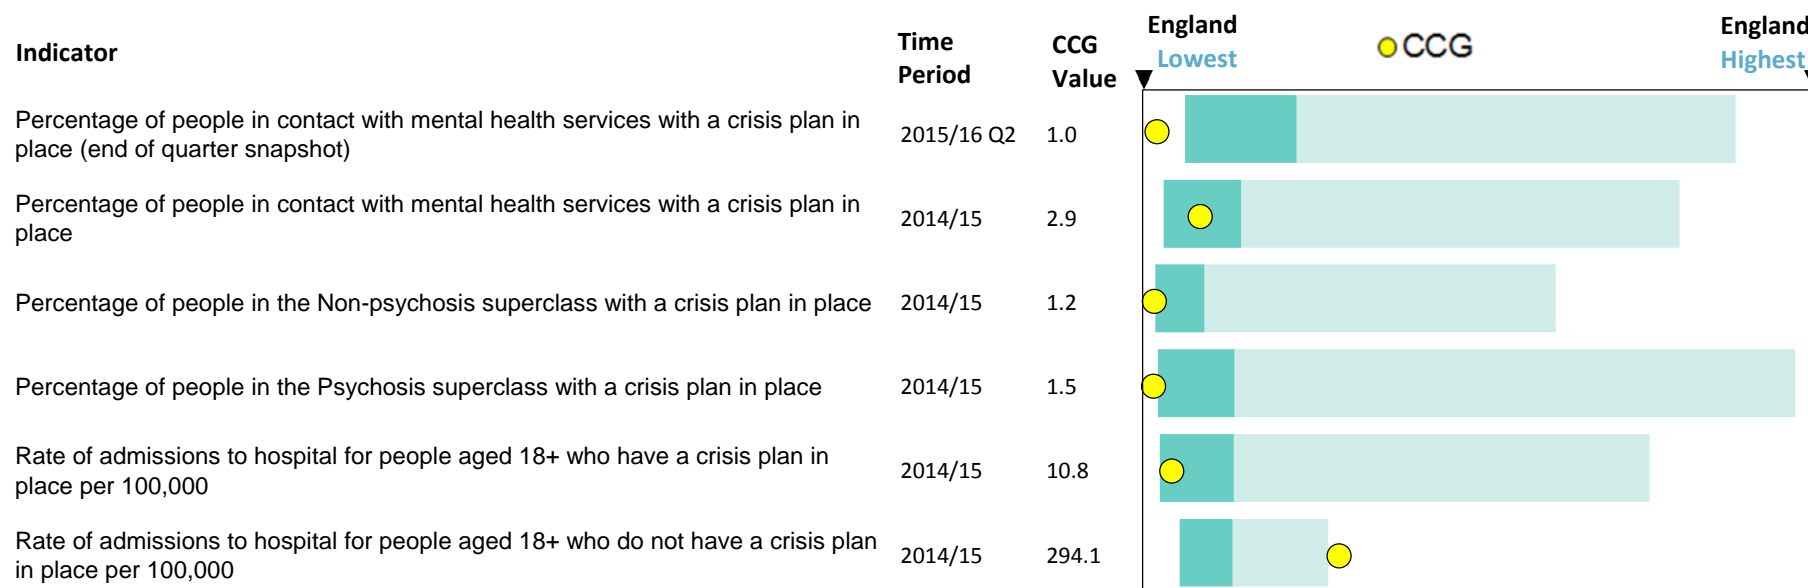 Indicator
Time Period
CCG Value
England Lowest
CCG
England Highest
Percentage of people in contact with mental health services with a crisis plan in
place (end of quarter snapshot)
2015/16 Q2
1.0
Percentage of people in contact with mental health services with a crisis plan in
place
2014/15
2.9
Percentage of people in the Non-psychosis superclass with a crisis plan in place
2014/15
1.2
Percentage of people in the Psychosis superclass with a crisis plan in place
2014/15
1.5
Rate of admissions to hospital for people aged 18+ who have a crisis plan in
place per 100,000
2014/15
10.8
Rate of admissions to hospital for people aged 18+ who do not have a crisis plan
in place per 100,000
2014/15
294.1